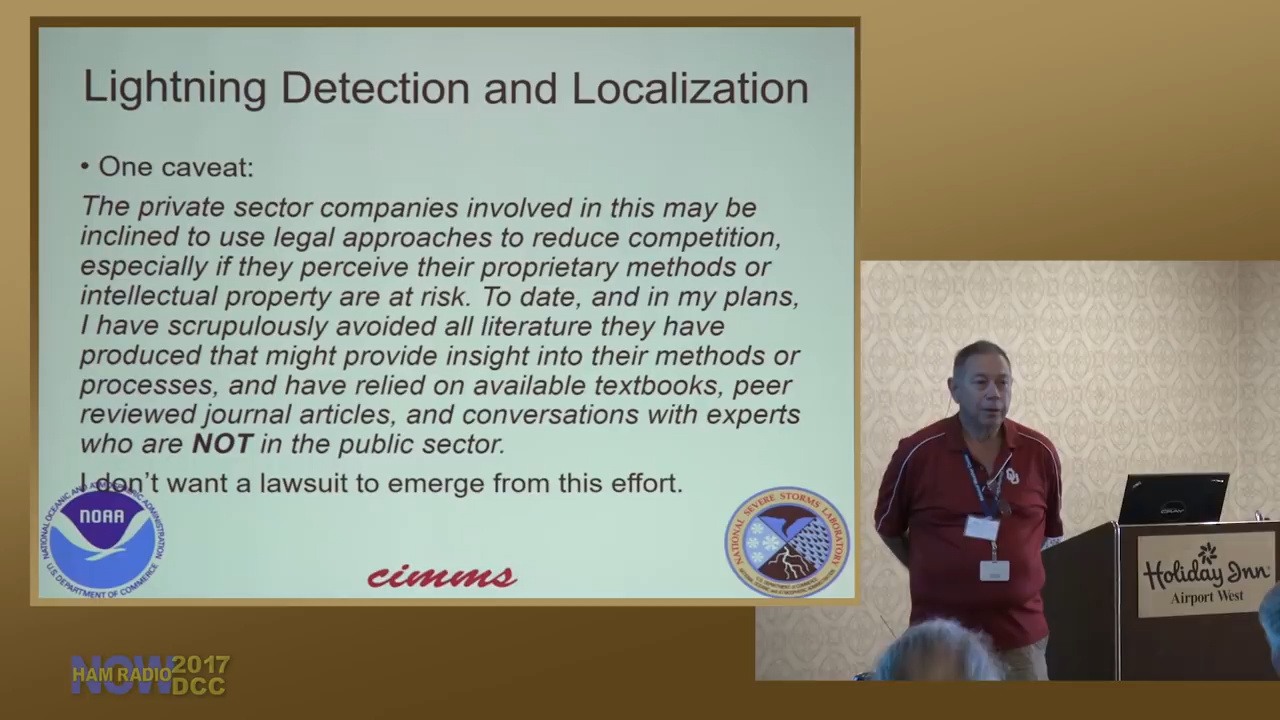 Lightning Detection and Localization
• One caveat:
The private sector companies involved in this may be
inclined to use legal approaches to reduce competition,
especially if they perceive their proprietary methods or
intellectual property are at risk. To date, and in my plans,
I have scrupulously avoided all literature they have
produced that might provide insight into their methods or
processes, and have relied on available textbooks, peer
reviewed journal articles, and conversations with experts
who are NOT in the public sector.
I don't want a lawsuit to emerge from this effort.
NATIONAL OCEANIC AND ATMOSPHERIC ADMINISTRATION
NOAA
U.S. DEPARTMENT OF COMMERCE
cimms
NATIONAL SEVERE STORMS LABORATORY
OU
CRAY
Holiday Inn
Airport West
NOW
HAM RADIO 2017
DCC